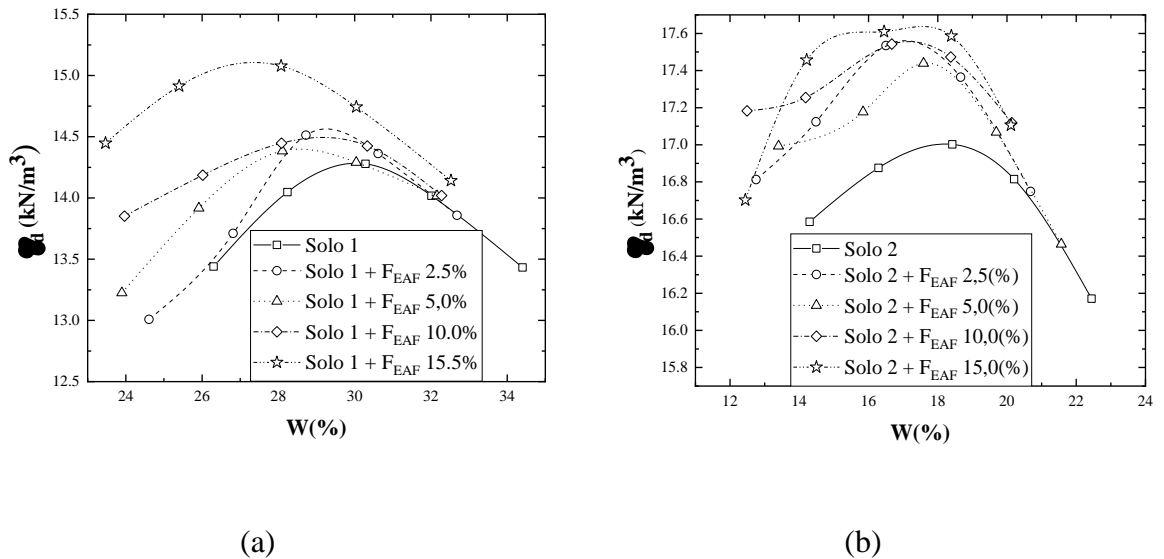 15.5
15.0
14.5
14.0
13.5
13.0
12.5
d (kN/m3)
24 26 28 30 32 34
W(%)
Solo 1
Solo 1 + FEAF 2.5%
Solo 1 + FEAF 5,0%
Solo 1 + FEAF 10.0%
Solo 1 + FEAF 15.5%
(a)
17.6
17.4
17.2
17.0
16.8
16.6
16.4
16.2
16.0
15.8
d (kN/m3)
12 14 16 18 20 22 24
W(%)
Solo 2
Solo 2 + FEAF 2,5(%)
Solo 2 + FEAF 5,0(%)
Solo 2 + FEAF 10,0(%)
Solo 2 + FEAF 15,0(%)
(b)